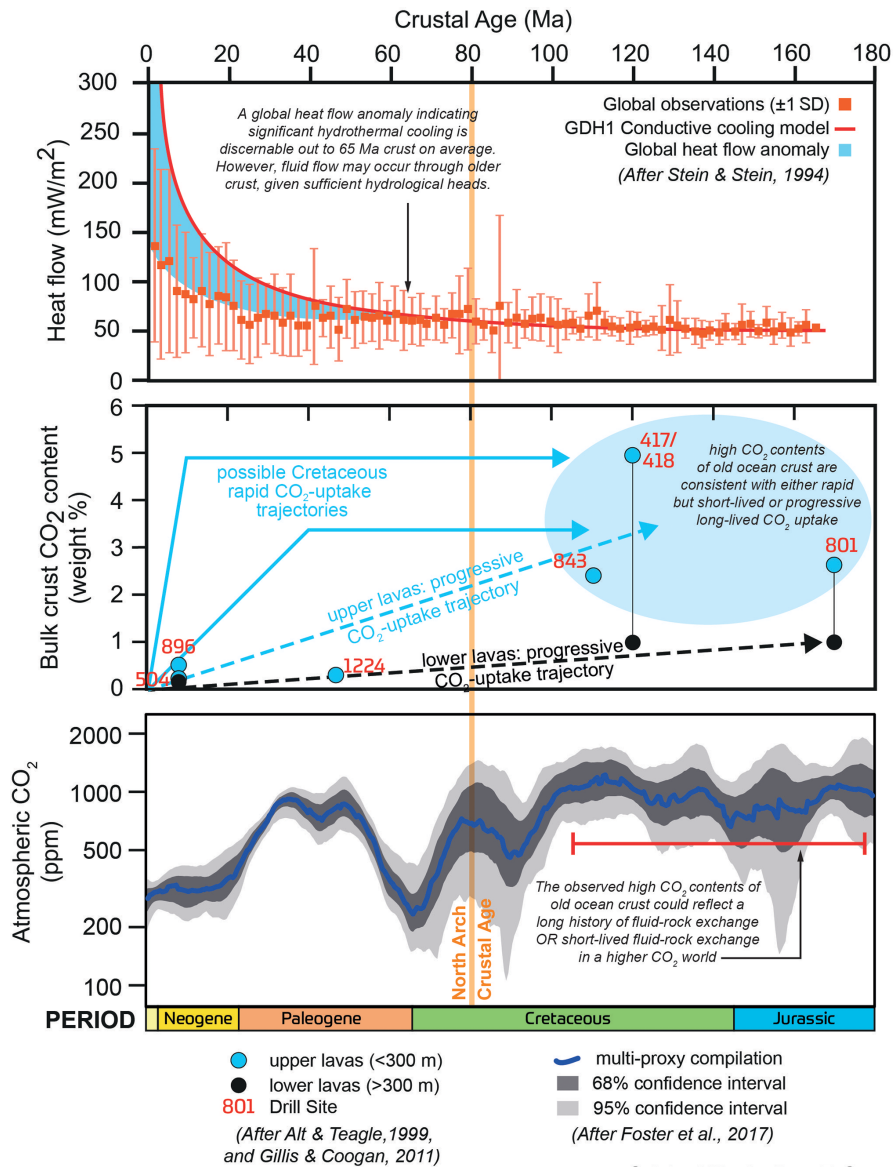 Crustal Age (Ma)
0 20 40 60 80 100 120 140 160 180
Heat flow (mW/m²)
300
250
200
150
100
50
0
A global heat flow anomaly indicating
significant hydrothermal cooling is
discernable out to 65 Ma crust on average.
However, fluid flow may occur through older
crust, given sufficient hydrological heads.
Global observations (±1 SD)
GDH1 Conductive cooling model
Global heat flow anomaly
(After Stein & Stein, 1994)
Bulk crust CO₂ content
(weight %)
6
5
4
3
2
1
0
possible Cretaceous
rapid CO₂-uptake
trajectories
417/
418
high CO₂ contents
of old ocean crust are
consistent with either rapid
but short-lived or progressive
long-lived CO₂ uptake
843
801
upper lavas: progressive
CO₂-uptake trajectory
896
504
1224
lower lavas: progressive
CO₂-uptake trajectory
Atmospheric CO₂
(ppm)
2000
1000
500
200
100
North Arch
Crustal Age
The observed high CO₂ contents of
old ocean crust could reflect a
long history of fluid-rock exchange
OR short-lived fluid-rock exchange
in a higher CO₂ world
PERIOD Neogene Paleogene Cretaceous Jurassic
upper lavas (<300 m)
lower lavas (>300 m)
801 Drill Site
(After Alt & Teagle,1999,
and Gillis & Coogan, 2011)
multi-proxy compilation
68% confidence interval
95% confidence interval
(After Foster et al., 2017)